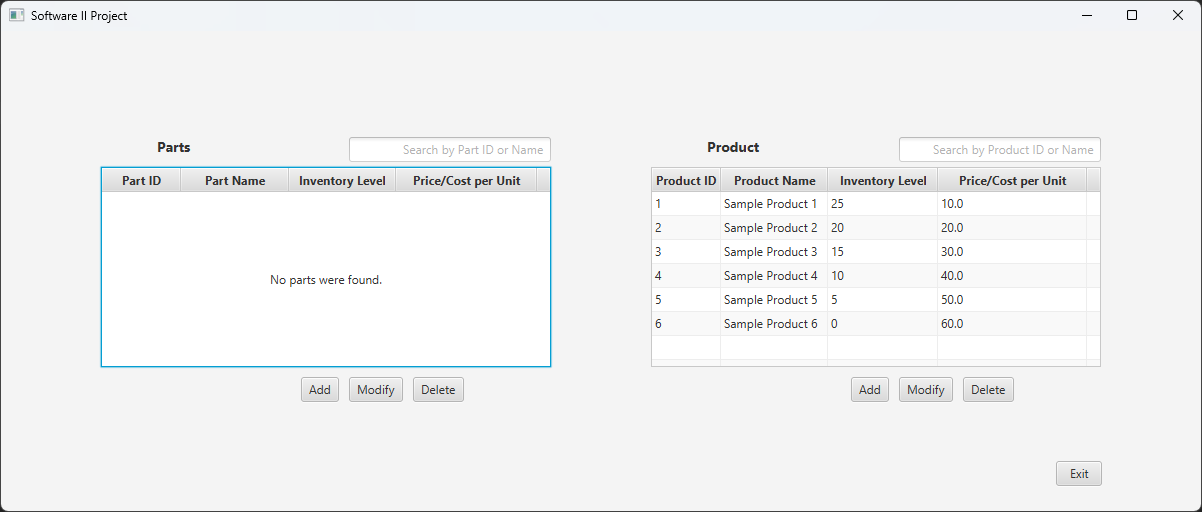 Software II Project
Parts
Search by Part ID or Name
Part ID Part Name Inventory Level Price/Cost per Unit
No parts were found.
Add Modify Delete
Product
Search by Product ID or Name
Product ID Product Name Inventory Level Price/Cost per Unit
1 Sample Product 1 25 10.0
2 Sample Product 2 20 20.0
3 Sample Product 3 15 30.0
4 Sample Product 4 10 40.0
5 Sample Product 5 5 50.0
6 Sample Product 6 0 60.0
Add Modify Delete
Exit